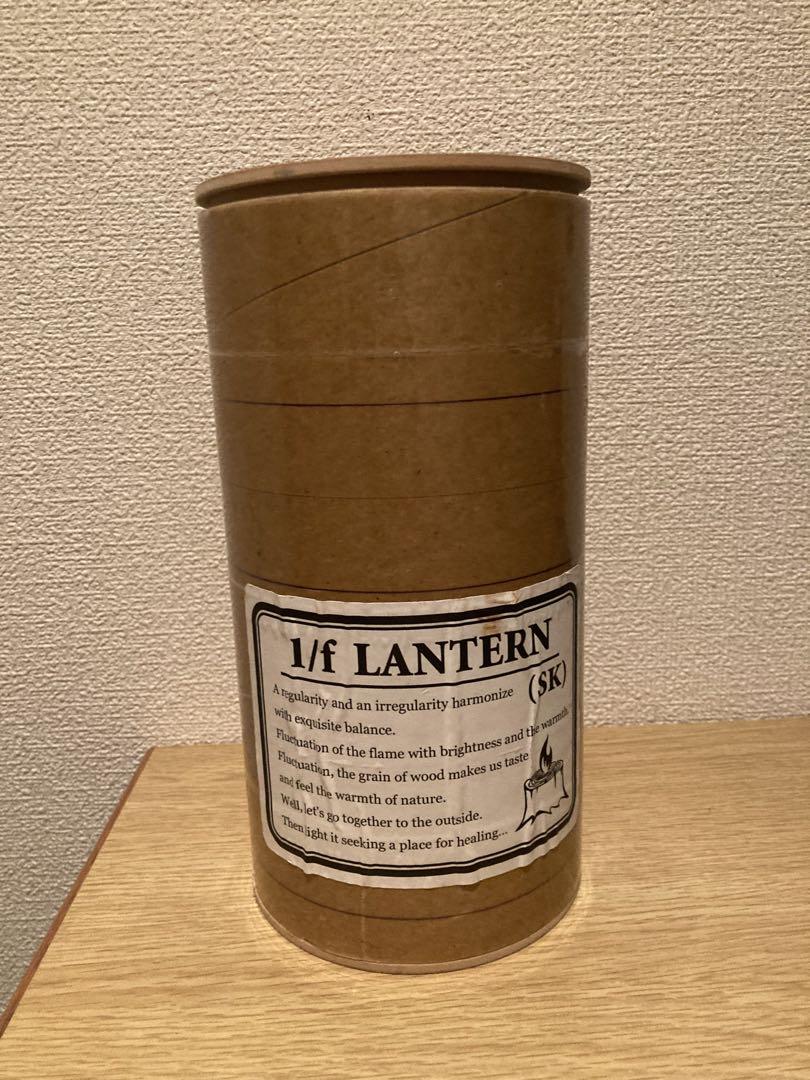 1/f LANTERN
(SK)
A regularity and an irregularity harmonize
with exquisite balance.
Fluctuation of the flame with brightness and the warmth.
Fluctuation, the grain of wood makes us taste
and feel the warmth of nature.
Well, let's go together to the outside.
Then light it seeking a place for healing...